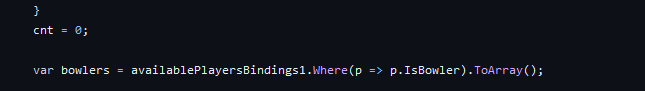 }
cnt = 0;
var bowlers = availablePlayersBindings1.Where(p => p.IsBowler).ToArray();